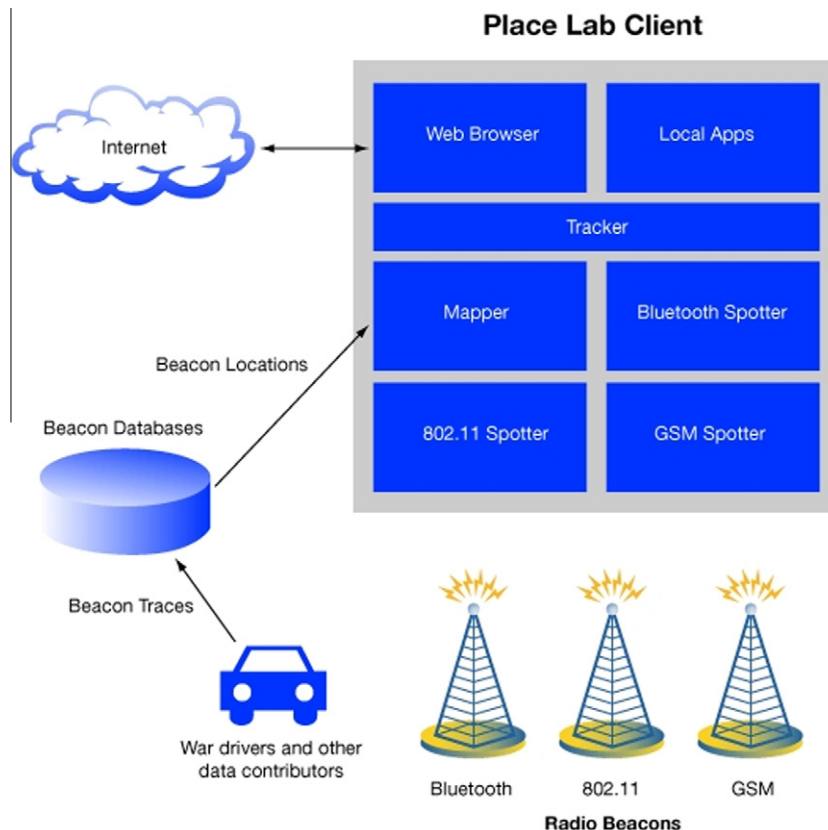 Place Lab Client
Internet
Web Browser
Local Apps
Tracker
Mapper
Bluetooth Spotter
Beacon Locations
Beacon Databases
802.11 Spotter
GSM Spotter
Beacon Traces
War drivers and other
data contributors
Bluetooth
802.11
GSM
Radio Beacons